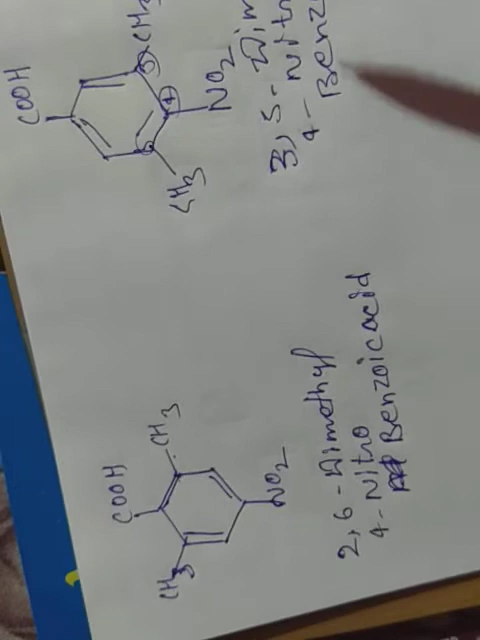 COOH
CH3
CH3
NO2
2,6-Dimethyl
4-Nitro
Benzoic acid
COOH
CH3
NO2
CH3
3,5-Dim
Nitr
4-Benz